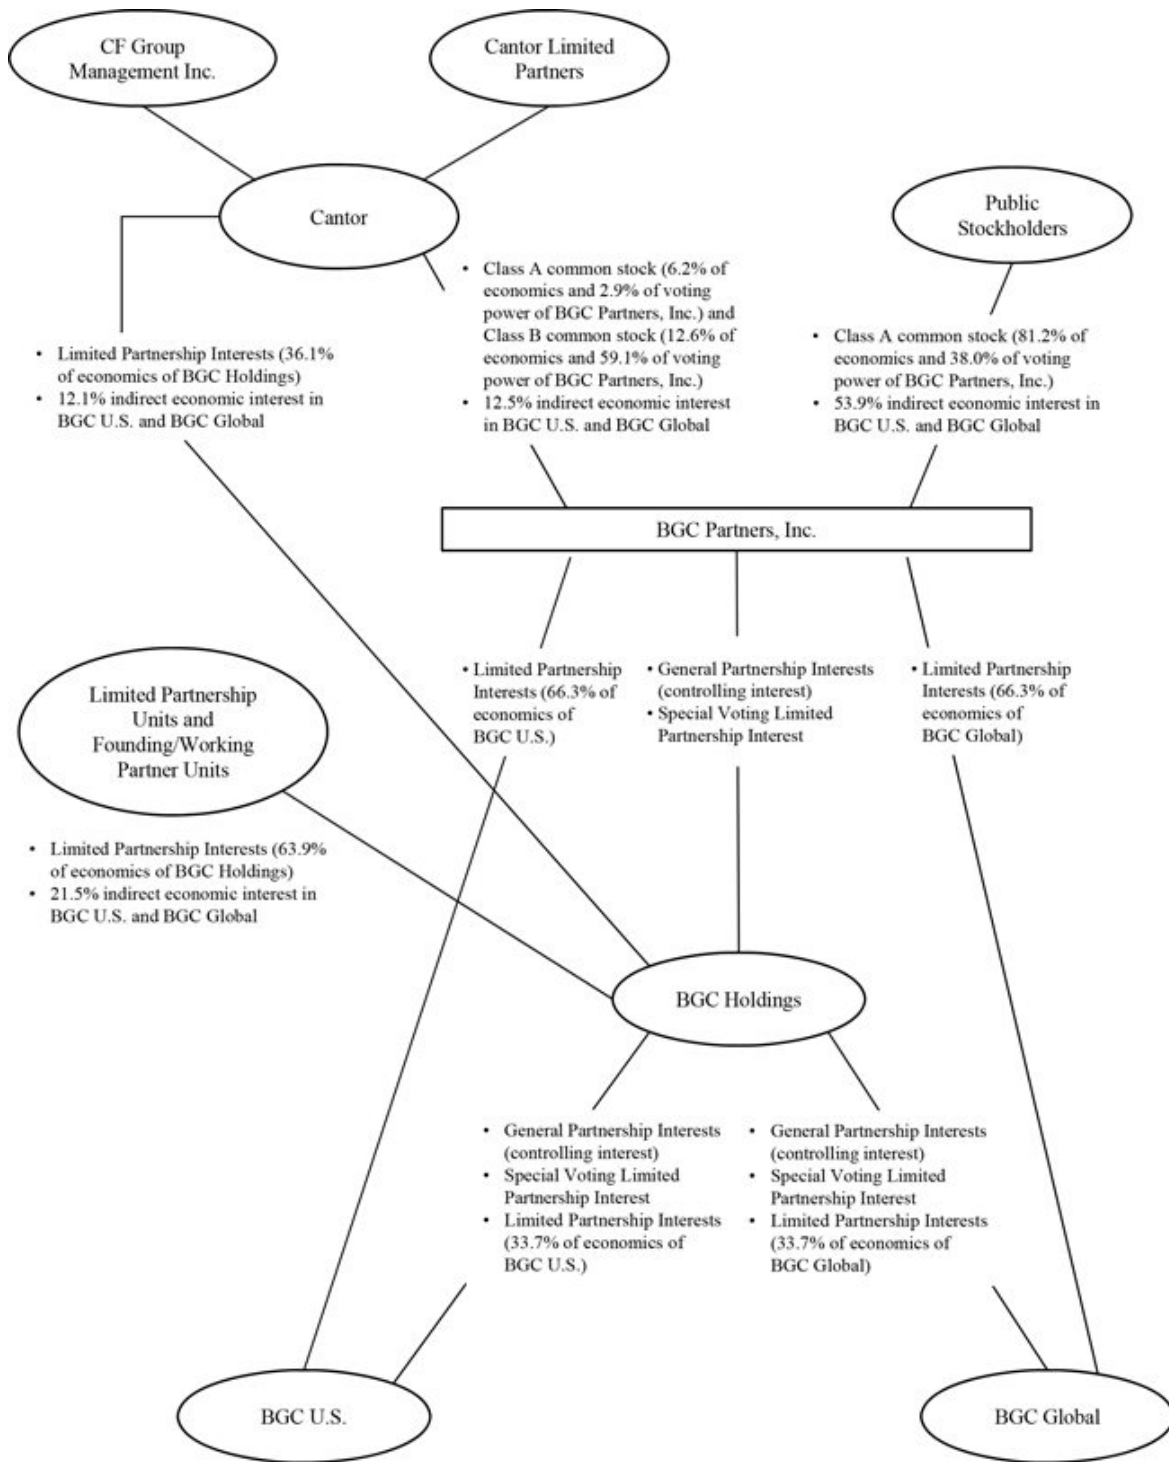 CF Group
Management Inc.
Cantor Limited
Partners
Cantor
Public
Stockholders
• Class A common stock (6.2% of
economics and 2.9% of voting
power of BGC Partners, Inc.) and
Class B common stock (12.6% of
economics and 59.1% of voting
power of BGC Partners, Inc.)
• 12.5% indirect economic interest
in BGC U.S. and BGC Global
• Class A common stock (81.2% of
economics and 38.0% of voting
power of BGC Partners, Inc.)
• 53.9% indirect economic interest in
BGC U.S. and BGC Global
• Limited Partnership Interests (36.1%
of economics of BGC Holdings)
• 12.1% indirect economic interest in
BGC U.S. and BGC Global
BGC Partners, Inc.
Limited Partnership
Units and
Founding/Working
Partner Units
• Limited Partnership
Interests (66.3% of
economics of
BGC U.S.)
• General Partnership Interests
(controlling interest)
• Special Voting Limited
Partnership Interest
• Limited Partnership
Interests (66.3% of
economics of
BGC Global)
• Limited Partnership Interests (63.9%
of economics of BGC Holdings)
• 21.5% indirect economic interest in
BGC U.S. and BGC Global
BGC Holdings
• General Partnership Interests
(controlling interest)
• Special Voting Limited
Partnership Interest
• Limited Partnership Interests
(33.7% of economics of
BGC U.S.)
• General Partnership Interests
(controlling interest)
• Special Voting Limited
Partnership Interest
• Limited Partnership Interests
(33.7% of economics of
BGC Global)
BGC U.S.
BGC Global